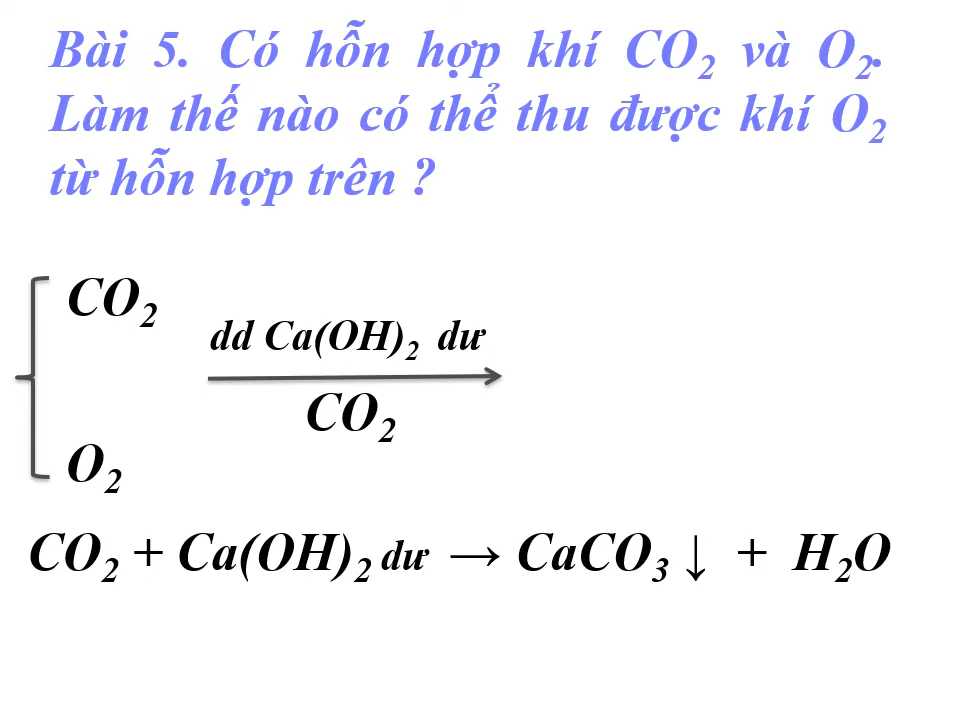 Bài 5. Có hỗn hợp khí CO₂ và O₂.
Làm thế nào có thể thu được khí O₂
từ hỗn hợp trên ?
CO₂
dd Ca(OH)₂ dư
CO₂
O₂
CO₂ + Ca(OH)₂ dư → CaCO₃ ↓ + H₂O